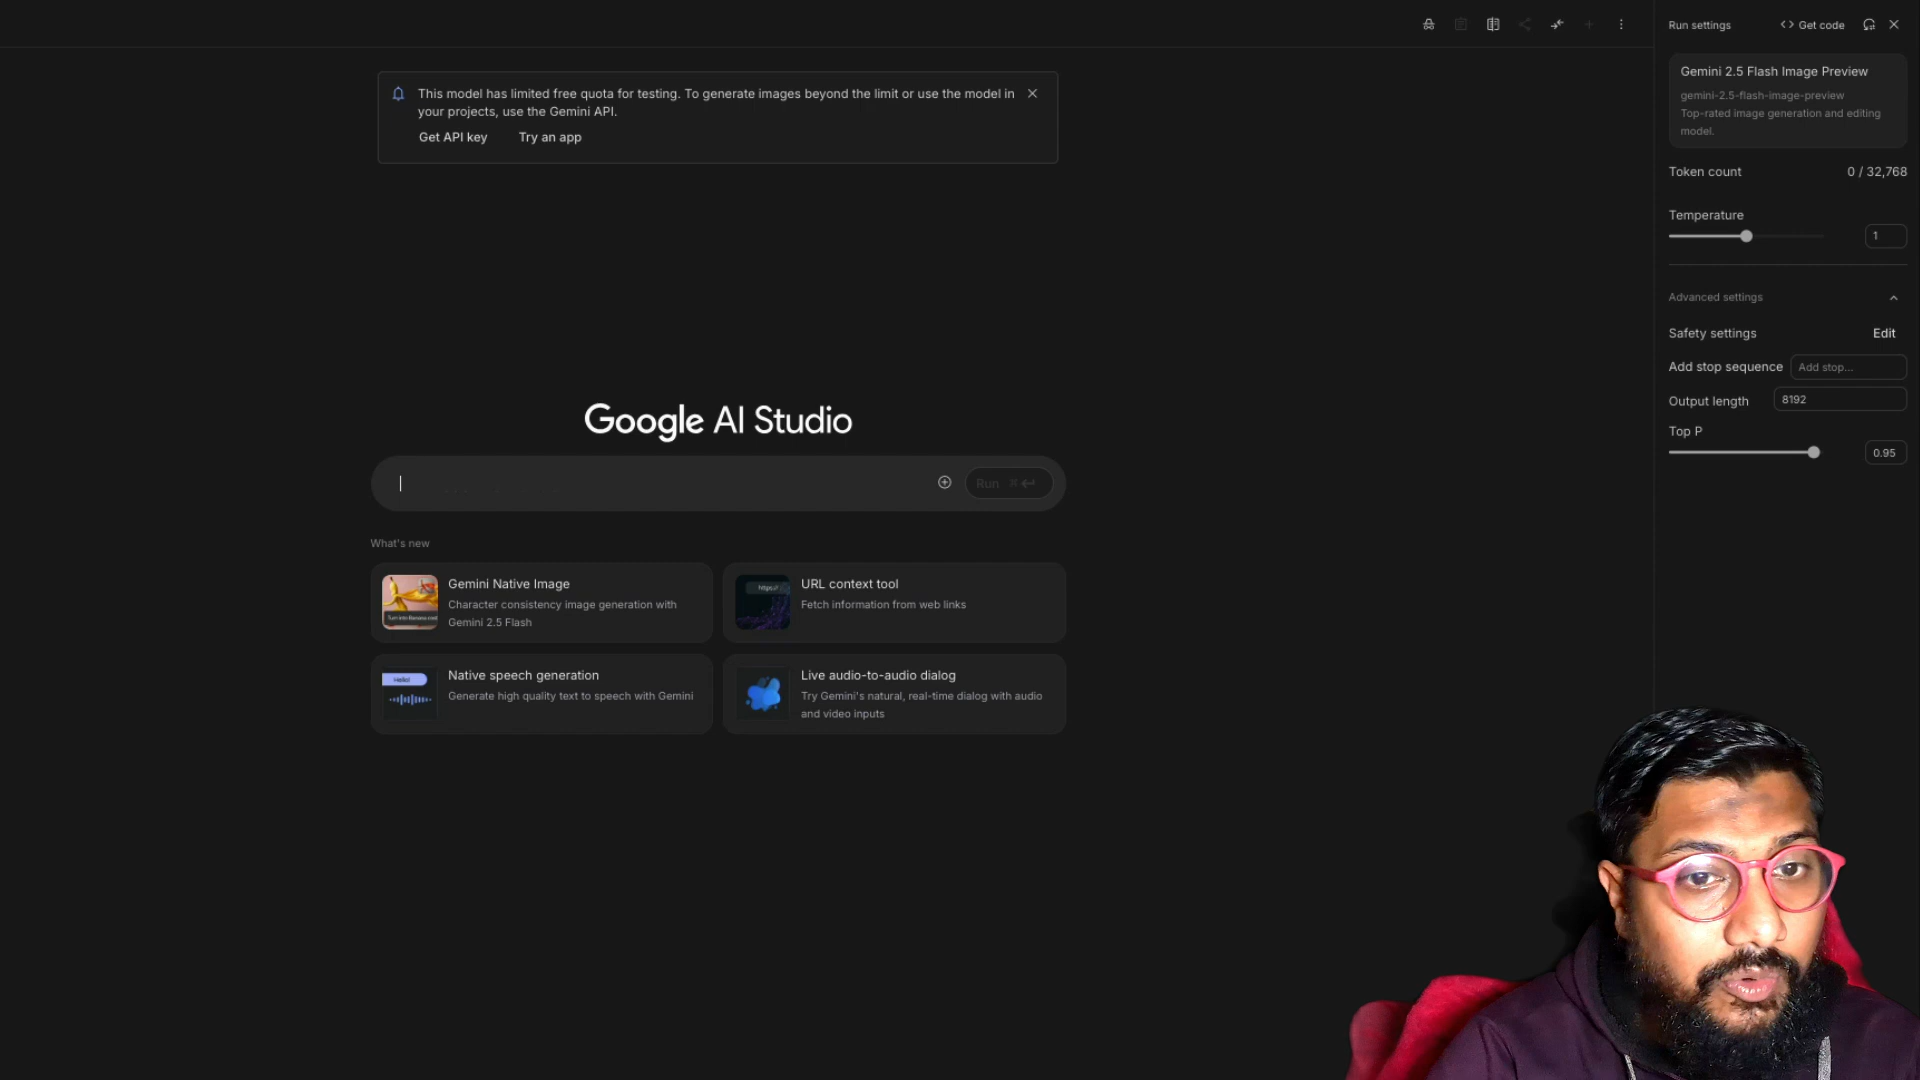 Run settings
Get code
This model has limited free quota for testing. To generate images beyond the limit or use the model in
your projects, use the Gemini API.
Get API key Try an app
Gemini 2.5 Flash Image Preview
gemini-2.5-flash-image-preview
Top-rated image generation and editing
model.
Token count 0 / 32,768
Temperature
1
Advanced settings
Safety settings Edit
Add stop sequence Add stop...
Output length 8192
Top P
0.95
Google AI Studio
Run
What's new
Gemini Native Image
Character consistency image generation with
Gemini 2.5 Flash
URL context tool
Fetch information from web links
https://
Native speech generation
Generate high quality text to speech with Gemini
Hello!
Live audio-to-audio dialog
Try Gemini's natural, real-time dialog with audio
and video inputs